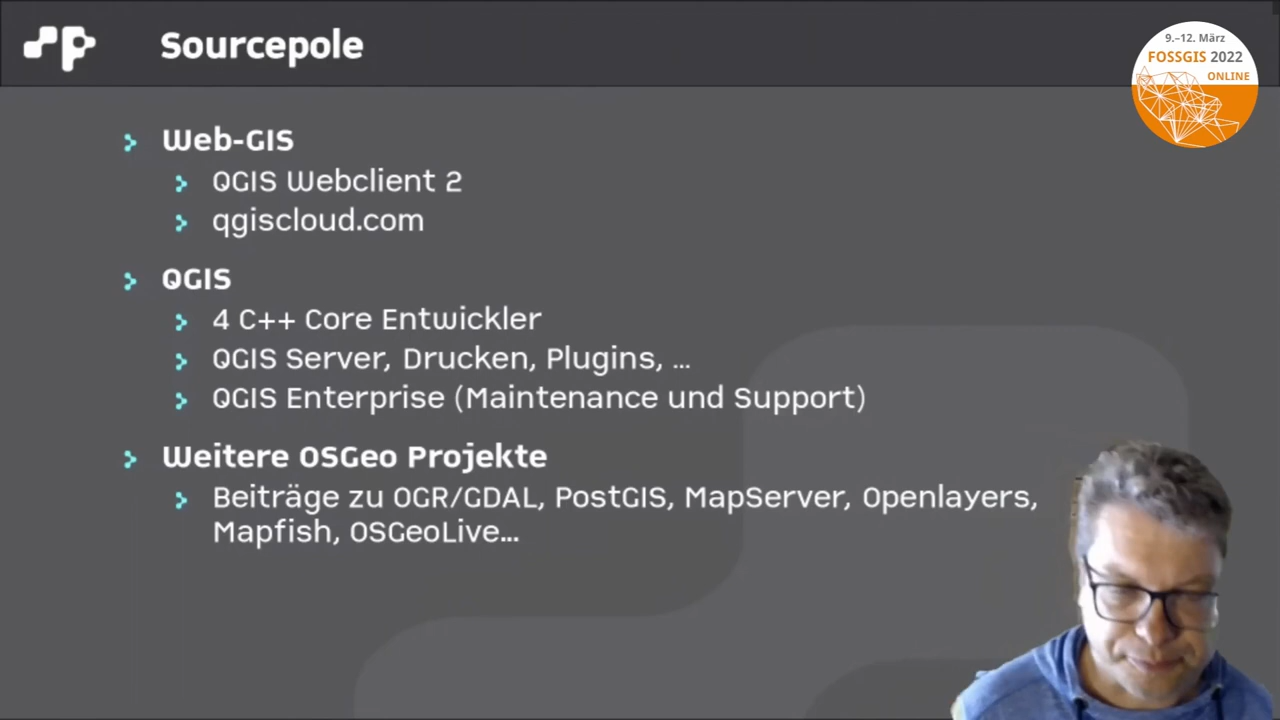 Sourcepole
9.–12. März
FOSSGIS 2022
ONLINE
Web-GIS
QGIS Webclient 2
qgiscloud.com
QGIS
4 C++ Core Entwickler
QGIS Server, Drucken, Plugins, ...
QGIS Enterprise (Maintenance und Support)
Weitere OSGeo Projekte
Beiträge zu OGR/GDAL, PostGIS, MapServer, Openlayers,
Mapfish, OSGeoLive...